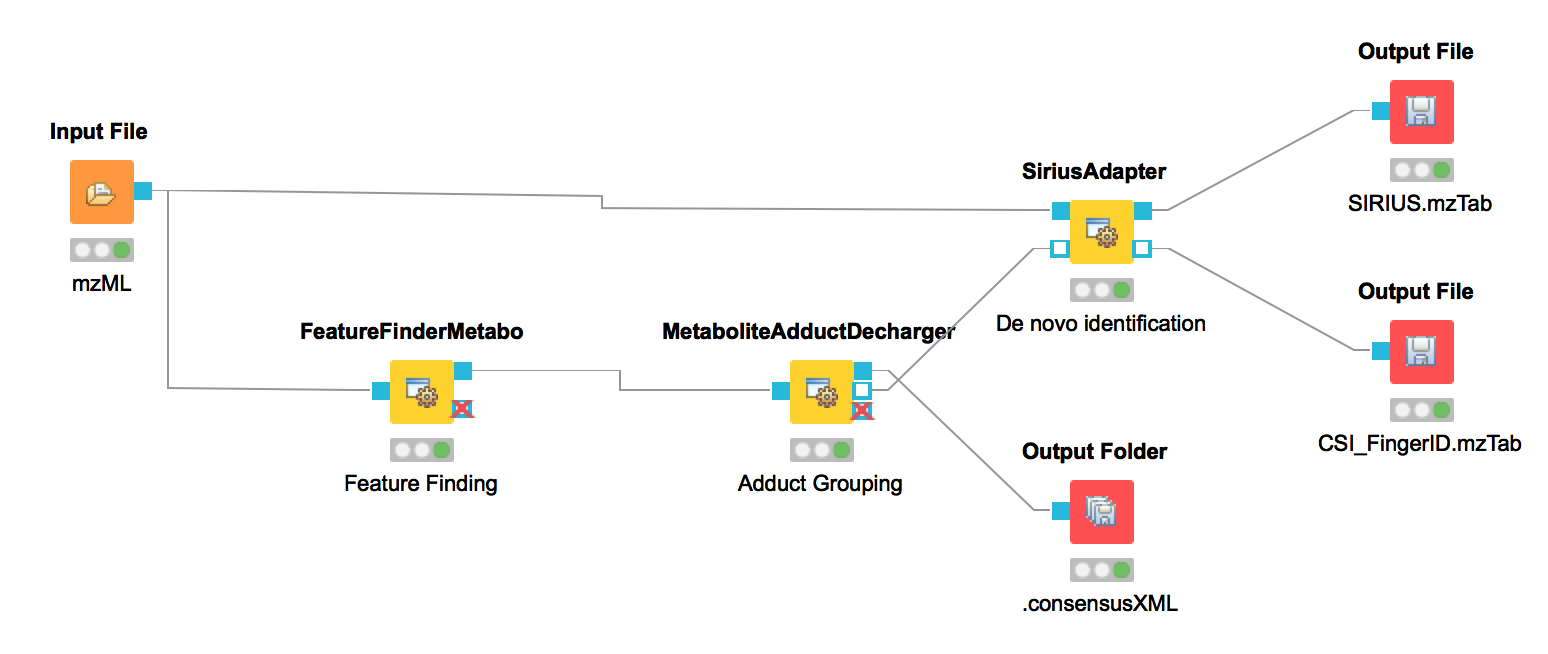 Output File
SIRIUS.mzTab
Input File
mzML
SiriusAdapter
De novo identification
Output File
CSI_FingerID.mzTab
FeatureFinderMetabo
Feature Finding
MetaboliteAdductDecharger
Adduct Grouping
Output Folder
.consensusXML